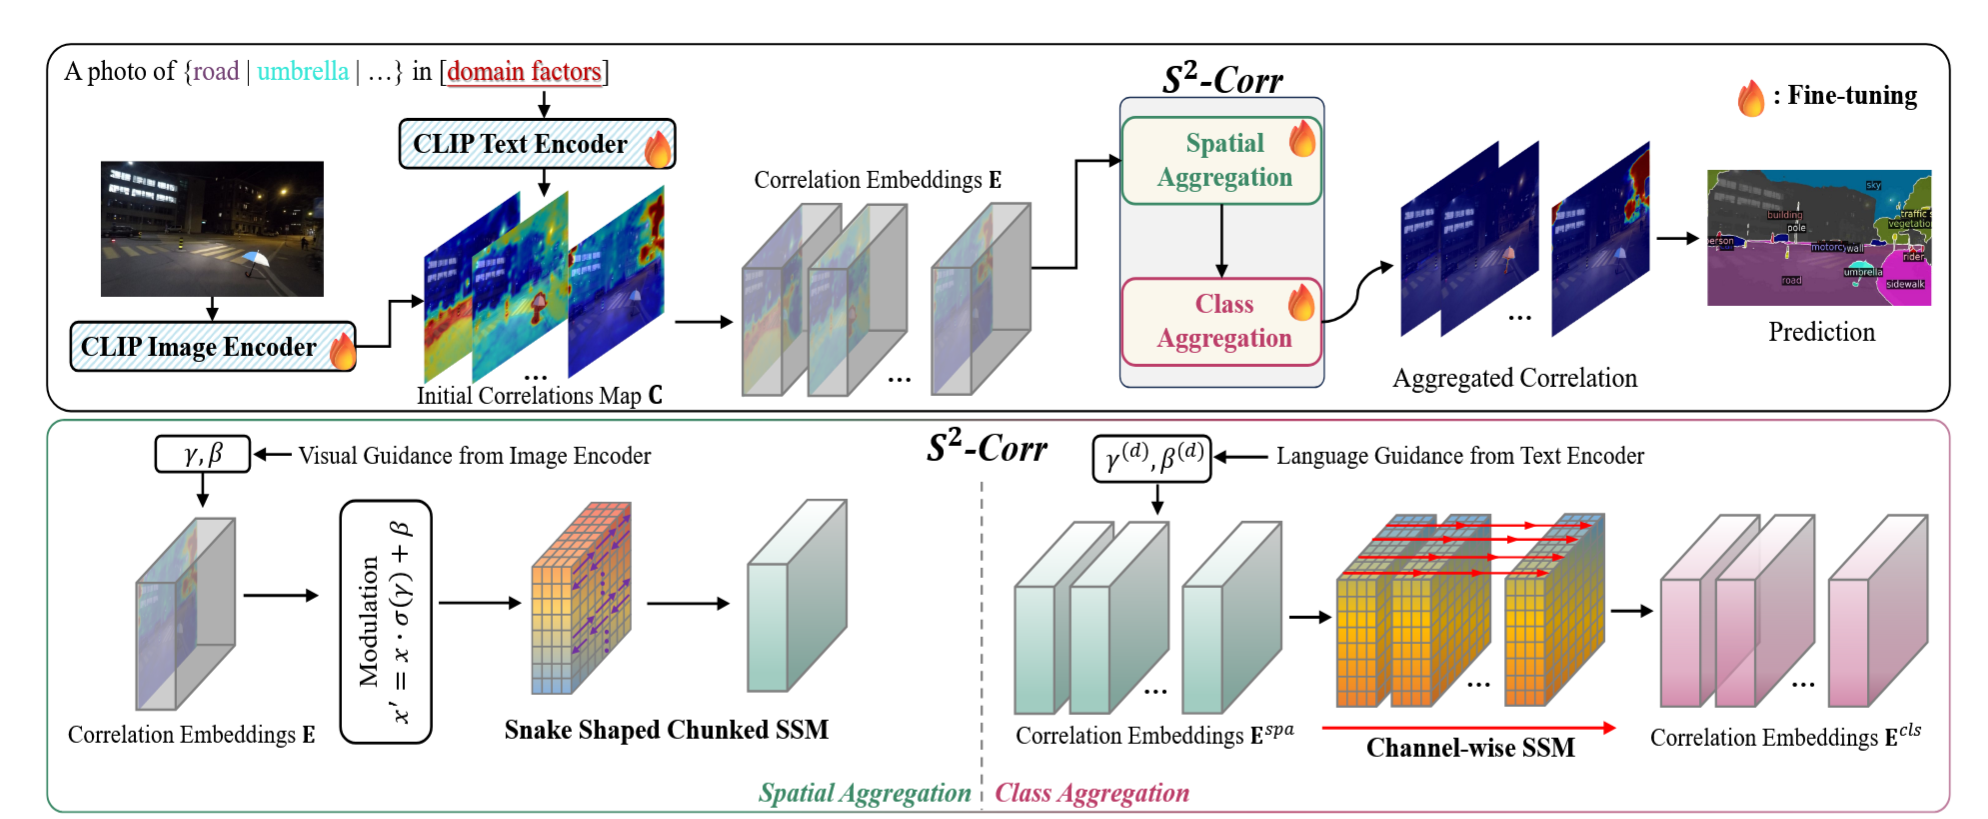 A photo of {road | umbrella | …} in [domain factors]
S²-Corr
: Fine-tuning
CLIP Text Encoder
Spatial
Aggregation
Correlation Embeddings E
CLIP Image Encoder
Class
Aggregation
...
Initial Correlations Map C
...
...
Aggregated Correlation
sky
building
pole
traffic s
vegetatio
erson
motorcy
wall
rider
umbrella
road
sidewalk
Prediction
γ, β
Visual Guidance from Image Encoder
S²-Corr
γ^(d), β^(d)
Language Guidance from Text Encoder
Modulation
x′ = x · σ(γ) + β
Correlation Embeddings E
Snake Shaped Chunked SSM
...
Correlation Embeddings E^spa
...
Channel-wise SSM
...
Correlation Embeddings E^cls
Spatial Aggregation
Class Aggregation